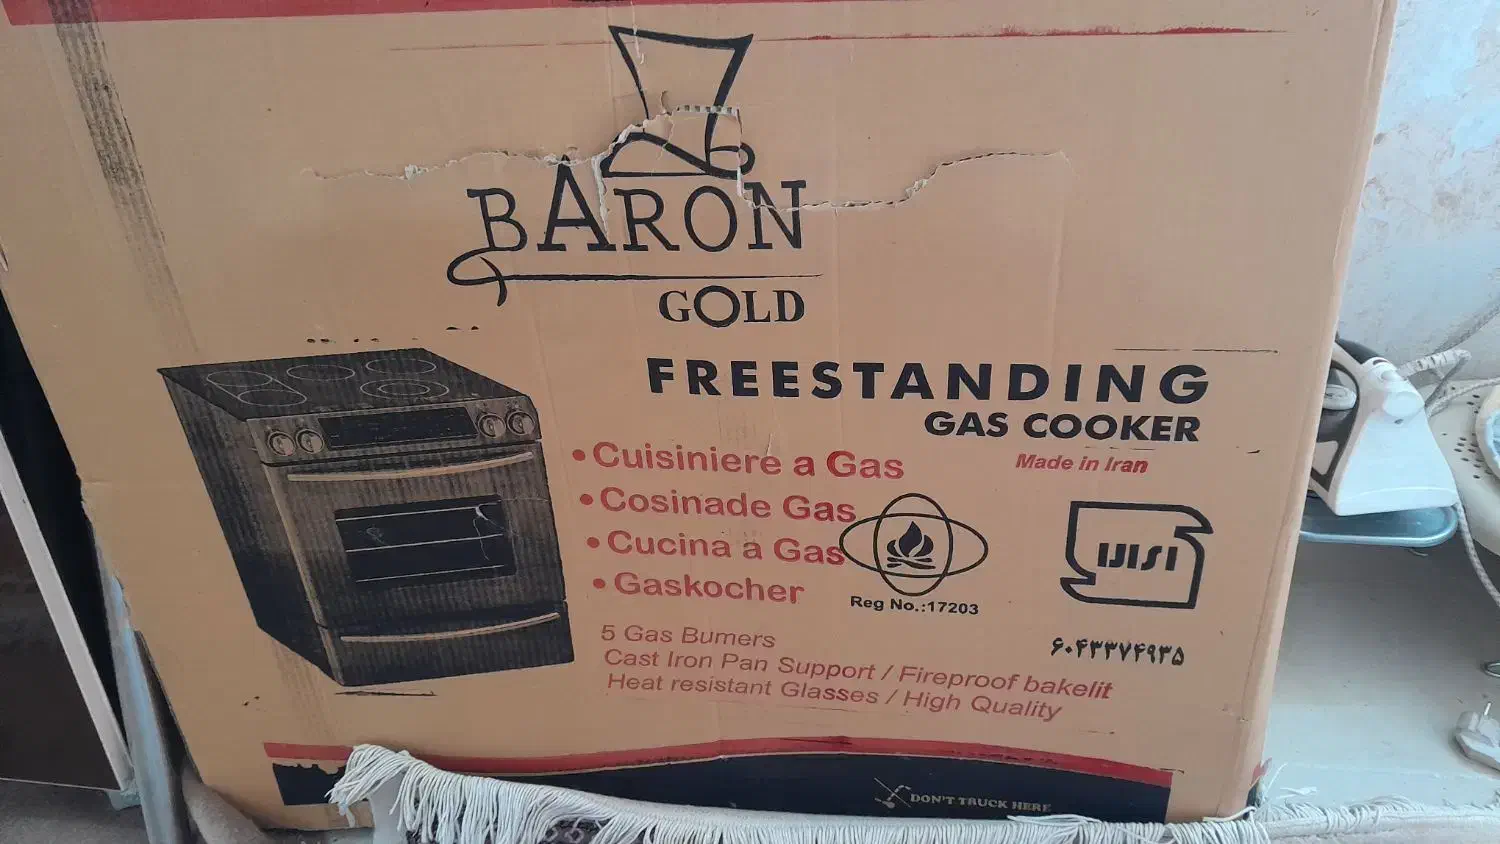 BARON
GOLD
FREESTANDING
GAS COOKER
Made in Iran
• Cuisiniere a Gas
• Cosinade Gas
• Cucina a Gas
• Gaskocher
Reg No.:17203
۶۰۴۳۳۷۴۹۳۵
5 Gas Bumers
Cast Iron Pan Support / Fireproof bakelit
Heat resistant Glasses / High Quality
DON'T TRUCK HERE